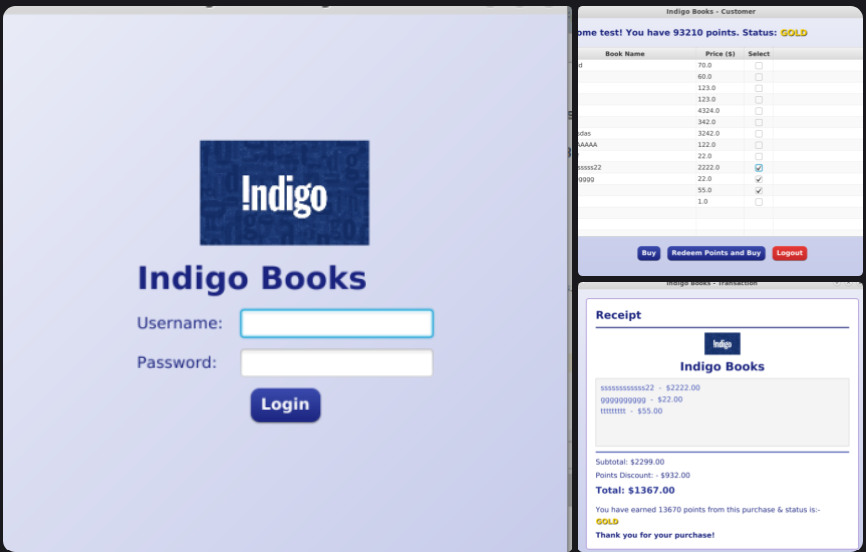 !ndigo
Indigo Books
Username:
Password:
Login
Indigo Books – Customer
ome test! You have 93210 points. Status: GOLD
Book Name Price ($) Select
d 70.0
60.0
123.0
123.0
4324.0
342.0
sdas 3242.0
AAAAA 122.0
22.0
sssss22 2222.0
gggg 22.0
55.0
1.0
Buy Redeem Points and Buy Logout
Indigo Books – Transaction
Receipt
!ndigo
Indigo Books
ssssssssssss22 - $2222.00
gggggggggg - $22.00
ttttttttt - $55.00
Subtotal: $2299.00
Points Discount: - $932.00
Total: $1367.00
You have earned 13670 points from this purchase & status is:-
GOLD
Thank you for your purchase!